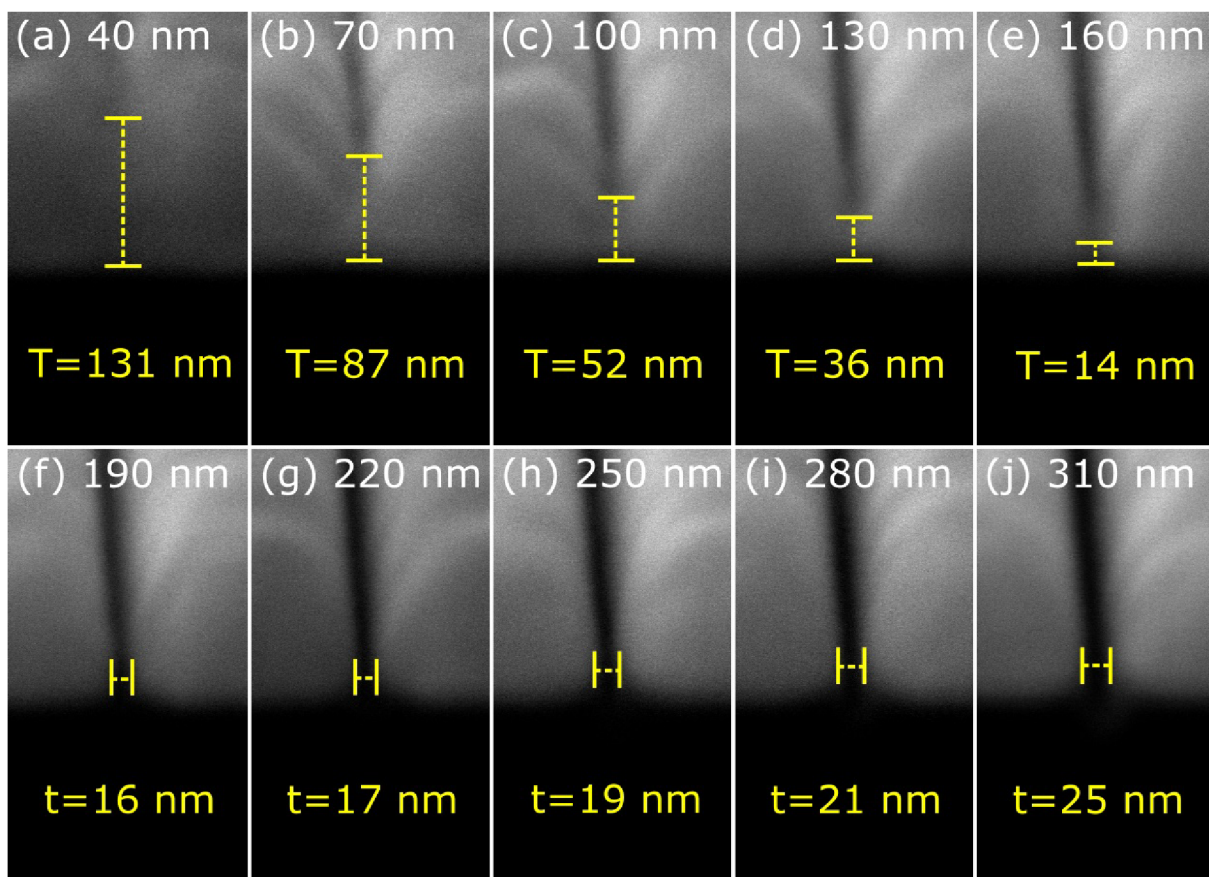 (a) 40 nm
(b) 70 nm
(c) 100 nm
(d) 130 nm
(e) 160 nm
T=131 nm
T=87 nm
T=52 nm
T=36 nm
T=14 nm
(f) 190 nm
(g) 220 nm
(h) 250 nm
(i) 280 nm
(j) 310 nm
t=16 nm
t=17 nm
t=19 nm
t=21 nm
t=25 nm